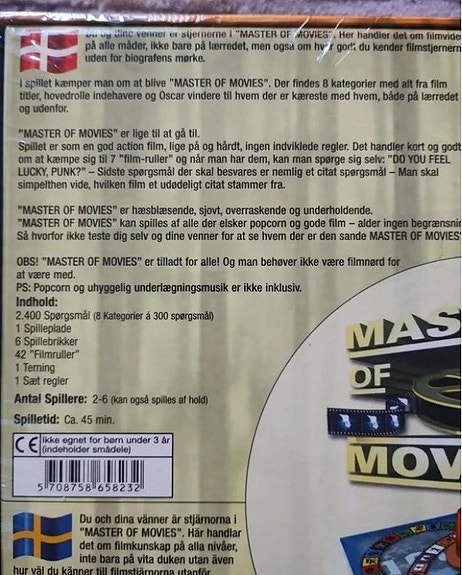 Du og dine venner er stjernerne i "MASTER OF MOVIES". Her handler det om filmvide
på alle måder, ikke bare på lærredet, men også om hvor godt du kender filmstjernern
uden for biografens mørke.
I spillet kæmper man om at blive "MASTER OF MOVIES". Der findes 8 kategorier med alt fra film
titler, hovedrolle indehavere og Oscar vindere til hvem der er kæreste med hvem, både på lærredet
og udenfor.
"MASTER OF MOVIES" er lige til at gå til.
Spillet er som en god action film, lige på og hårdt, ingen indviklede regler. Det handler kort og godt
om at kæmpe sig til 7 "film-ruller" og når man har dem, kan man spørge sig selv: "DO YOU FEEL
LUCKY, PUNK?" – Sidste spørgsmål der skal besvares er nemlig et citat spørgsmål – Man skal
simpelthen vide, hvilken film et udødeligt citat stammer fra.
"MASTER OF MOVIES" er hæsblæsende, sjovt, overraskende og underholdende.
"MASTER OF MOVIES" kan spilles af alle der elsker popcorn og gode film – alder ingen begrænsnin
Så hvorfor ikke teste dig selv og dine venner for at se hvem der er den sande MASTER OF MOVIES"
OBS! "MASTER OF MOVIES" er tilladt for alle! Og man behøver ikke være filmnørd for
at være med.
PS: Popcorn og uhyggelig underlægningsmusik er ikke inklusiv.
Indhold:
2.400 Spørgsmål (8 Kategorier á 300 spørgsmål)
1 Spilleplade
6 Spillebrikker
42 "Filmruller"
1 Terning
1 Sæt regler
Antal Spillere: 2-6 (kan også spilles af hold)
Spilletid: Ca. 45 min.
CE Ikke egnet for børn under 3 år
(indeholder smådele)
5 708758 658232
MAS
OF
MOV
Du och dina vänner är stjärnorna i
"MASTER OF MOVIES". Här handlar
det om filmkunskap på alla nivåer,
inte bara på vita duken utan även
hur väl du känner till filmstjärnorna utanför